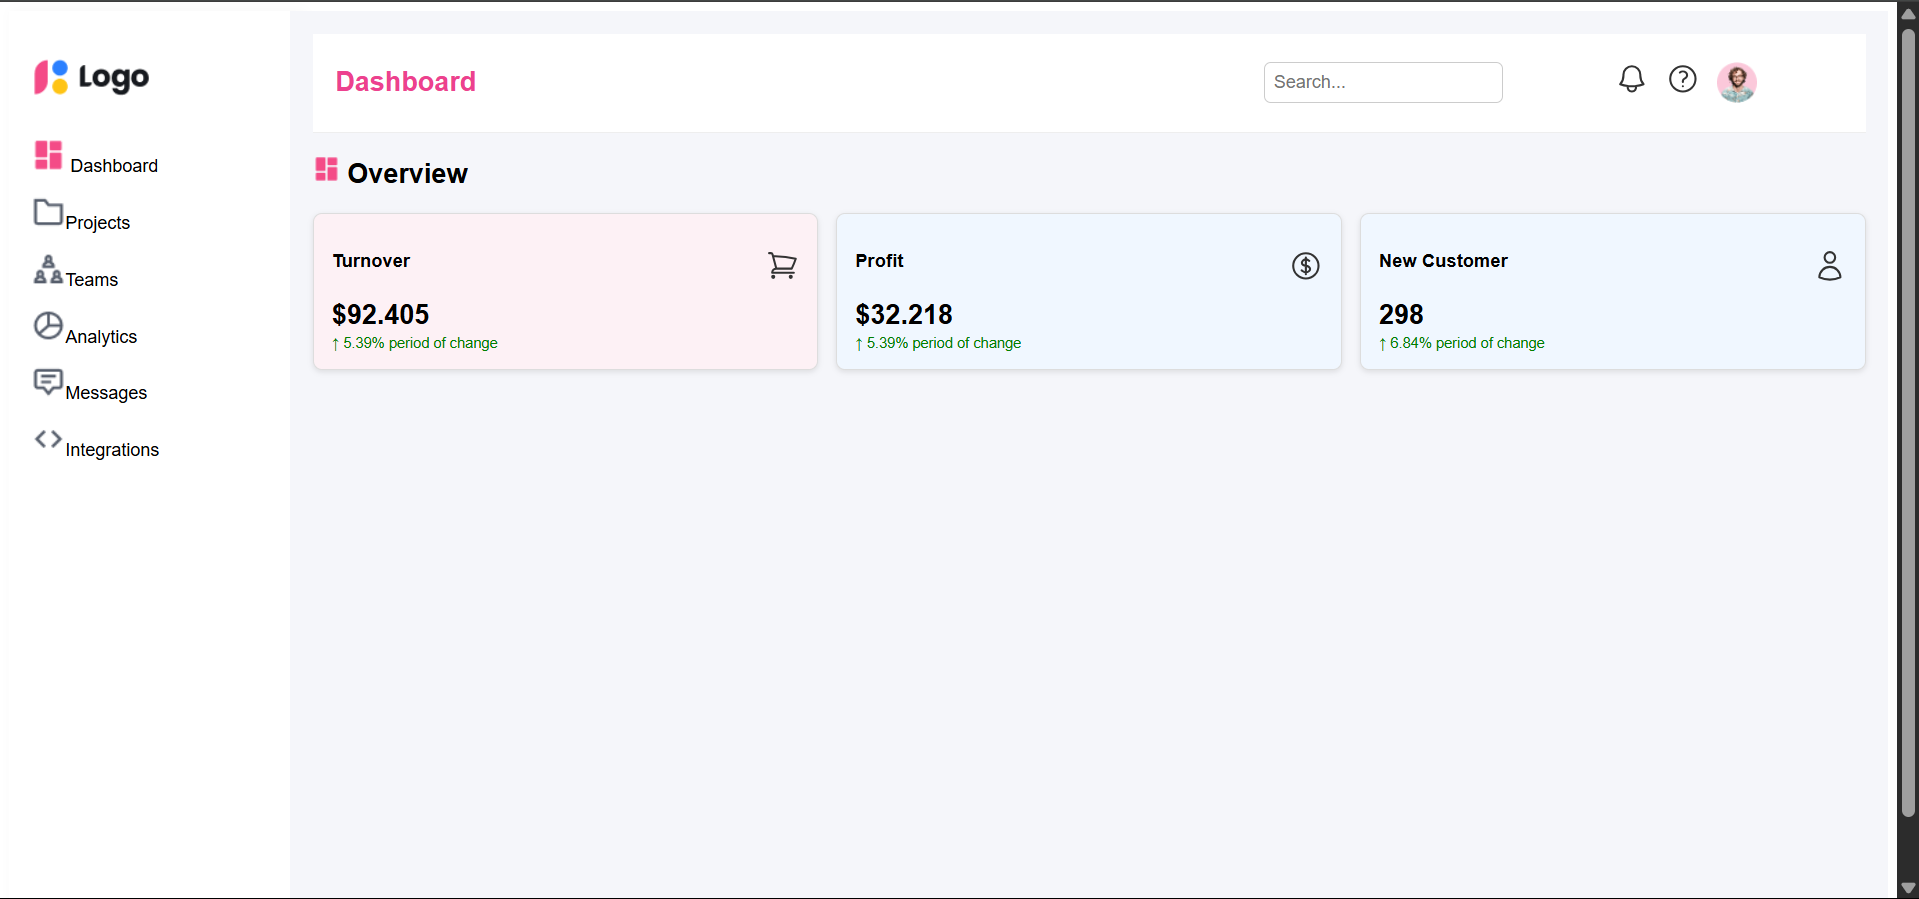 Logo
Dashboard
Projects
Teams
Analytics
Messages
Integrations
Dashboard
Search...
Overview
Turnover
$92.405
↑ 5.39% period of change
Profit
$32.218
↑ 5.39% period of change
New Customer
298
↑ 6.84% period of change